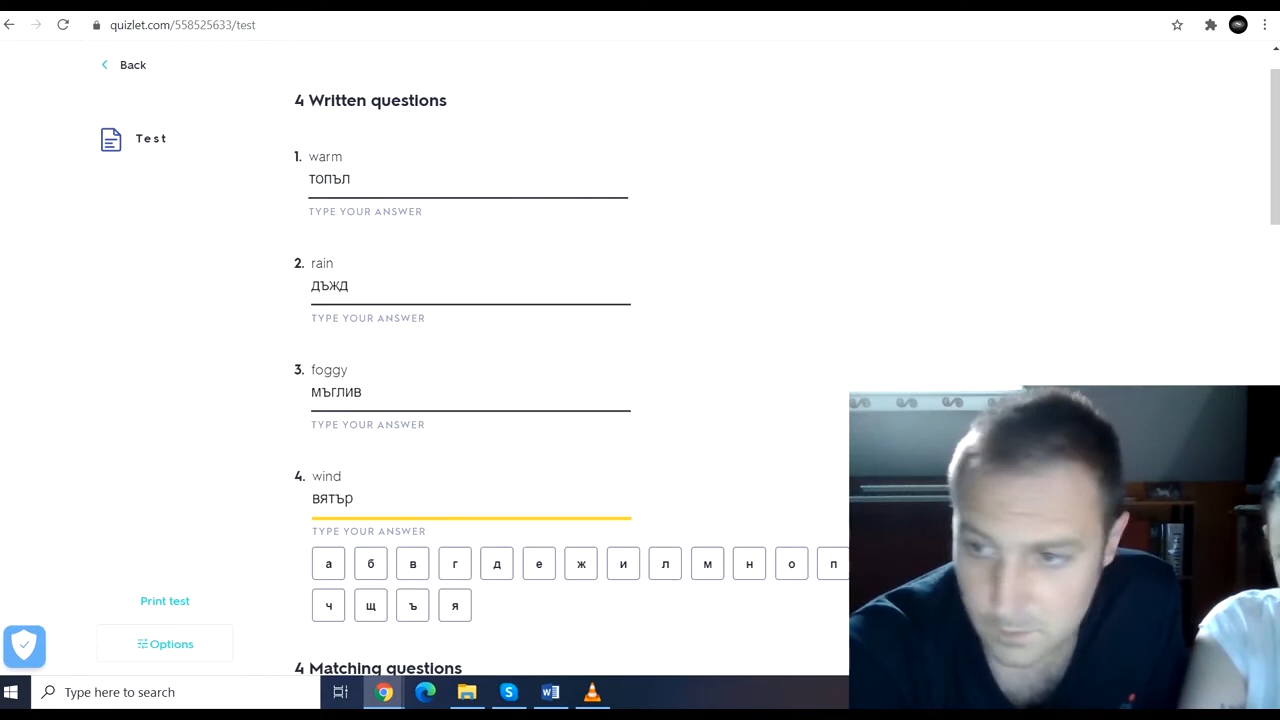 quizlet.com/558525633/test
Back
4 Written questions
Test
1. warm
топъл
TYPE YOUR ANSWER
2. rain
дъжд
TYPE YOUR ANSWER
3. foggy
мъглив
TYPE YOUR ANSWER
4. wind
вятър
TYPE YOUR ANSWER
а б в г д е ж и л м н о п
ч щ ъ я
Print test
Options
4 Matching questions
Type here to search